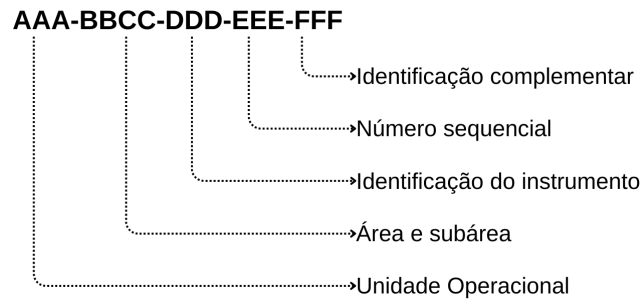 AAA-BBCC-DDD-EEE-FFF
Identificação complementar
Número sequencial
Identificação do instrumento
Área e subárea
Unidade Operacional